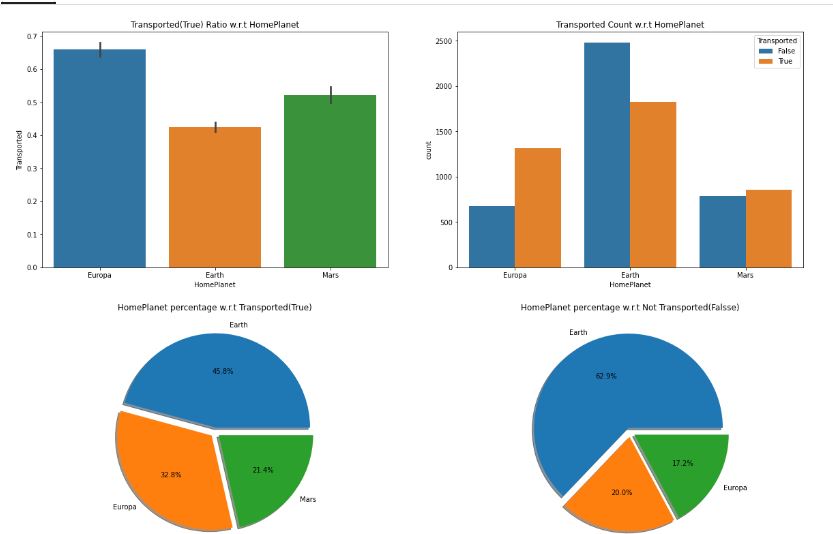 Transported(True) Ratio w.r.t HomePlanet
0.7
0.6
0.5
0.4
0.3
0.2
0.1
0.0
Transported
Europa
Earth
Mars
HomePlanet
Transported Count w.r.t HomePlanet
2500
2000
1500
1000
500
0
count
Transported
False
True
Europa
Earth
Mars
HomePlanet
HomePlanet percentage w.r.t Transported(True)
Earth
45.8%
32.8%
21.4%
Europa
Mars
HomePlanet percentage w.r.t Not Transported(Falsse)
Earth
62.9%
20.0%
17.2%
Europa